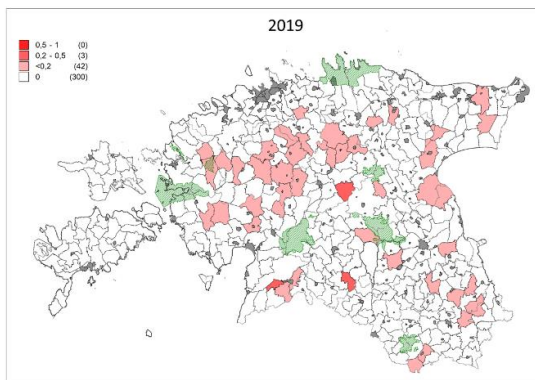 2019
0,5 - 1 (0)
0,2 - 0,5 (3)
<0,2 (42)
0 (300)